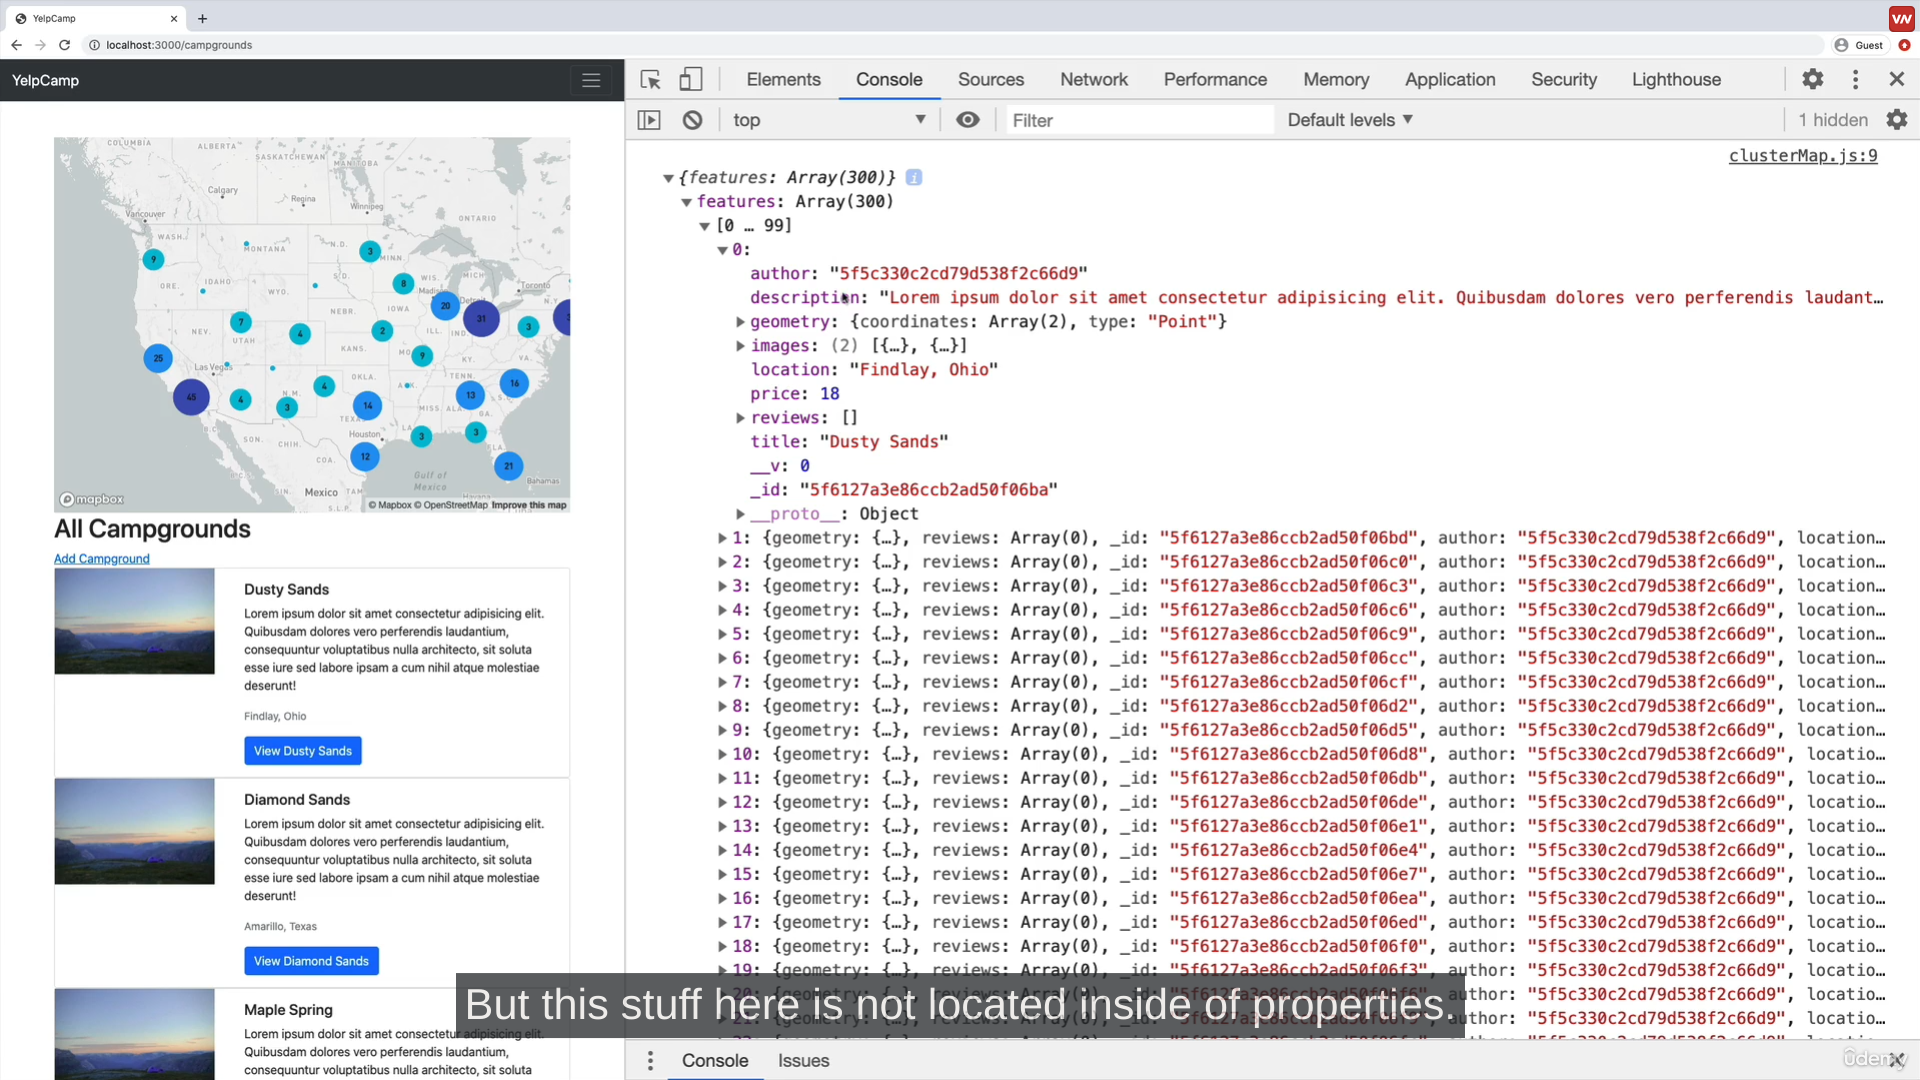 YelpCamp
localhost:3000/campgrounds
Guest
VN
YelpCamp
COLUMBIA
ALBERTA
SASKATCHEWAN
MANITOBA
Calgary
Regina
Winnipeg
Vancouver
ONTARIO
WASH.
MONTANA
N.D.
3
9
S.D.
WIS.
MICH.
8
Toronto
Detroit
IDAHO
WYO.
20
31
IOWA
NEBR.
ILL.
IND.
3
7
4
2
NEV.
UTAH
KANS.
MO.
9
25
Las Vegas
OKLA.
TENN.
ARK.
4
16
45
4
N.M.
3
14
13
MISS.
ALA.
GA.
TEXAS
Houston
3
3
B.C.
SON.
CHIH.
COA.
12
21
Gulf of
Mexico
Bahamas
Havana
SIN.
Mexico
TAM
mapbox
© Mapbox © OpenStreetMap Improve this map
All Campgrounds
Add Campground
Dusty Sands
Lorem ipsum dolor sit amet consectetur adipisicing elit.
Quibusdam dolores vero perferendis laudantium,
consequuntur voluptatibus nulla architecto, sit soluta
esse iure sed labore ipsam a cum nihil atque molestiae
deserunt!
Findlay, Ohio
View Dusty Sands
Diamond Sands
Lorem ipsum dolor sit amet consectetur adipisicing elit.
Quibusdam dolores vero perferendis laudantium,
consequuntur voluptatibus nulla architecto, sit soluta
esse iure sed labore ipsam a cum nihil atque molestiae
deserunt!
Amarillo, Texas
View Diamond Sands
Maple Spring
Lorem ipsum dolor sit amet consectetur
Quibusdam dolores vero perferendis
consequuntur voluptatibus nulla architecto, sit soluta
Elements Console Sources Network Performance Memory Application Security Lighthouse
top Filter Default levels 1 hidden
clusterMap.js:9
{features: Array(300)}
features: Array(300)
[0 … 99]
0:
author: "5f5c330c2cd79d538f2c66d9"
description: "Lorem ipsum dolor sit amet consectetur adipisicing elit. Quibusdam dolores vero perferendis laudant…
geometry: {coordinates: Array(2), type: "Point"}
images: (2) [{…}, {…}]
location: "Findlay, Ohio"
price: 18
reviews: []
title: "Dusty Sands"
__v: 0
_id: "5f6127a3e86ccb2ad50f06ba"
__proto__: Object
1: {geometry: {…}, reviews: Array(0), _id: "5f6127a3e86ccb2ad50f06bd", author: "5f5c330c2cd79d538f2c66d9", location…
2: {geometry: {…}, reviews: Array(0), _id: "5f6127a3e86ccb2ad50f06c0", author: "5f5c330c2cd79d538f2c66d9", location…
3: {geometry: {…}, reviews: Array(0), _id: "5f6127a3e86ccb2ad50f06c3", author: "5f5c330c2cd79d538f2c66d9", location…
4: {geometry: {…}, reviews: Array(0), _id: "5f6127a3e86ccb2ad50f06c6", author: "5f5c330c2cd79d538f2c66d9", location…
5: {geometry: {…}, reviews: Array(0), _id: "5f6127a3e86ccb2ad50f06c9", author: "5f5c330c2cd79d538f2c66d9", location…
6: {geometry: {…}, reviews: Array(0), _id: "5f6127a3e86ccb2ad50f06cc", author: "5f5c330c2cd79d538f2c66d9", location…
7: {geometry: {…}, reviews: Array(0), _id: "5f6127a3e86ccb2ad50f06cf", author: "5f5c330c2cd79d538f2c66d9", location…
8: {geometry: {…}, reviews: Array(0), _id: "5f6127a3e86ccb2ad50f06d2", author: "5f5c330c2cd79d538f2c66d9", location…
9: {geometry: {…}, reviews: Array(0), _id: "5f6127a3e86ccb2ad50f06d5", author: "5f5c330c2cd79d538f2c66d9", location…
10: {geometry: {…}, reviews: Array(0), _id: "5f6127a3e86ccb2ad50f06d8", author: "5f5c330c2cd79d538f2c66d9", locatio…
11: {geometry: {…}, reviews: Array(0), _id: "5f6127a3e86ccb2ad50f06db", author: "5f5c330c2cd79d538f2c66d9", locatio…
12: {geometry: {…}, reviews: Array(0), _id: "5f6127a3e86ccb2ad50f06de", author: "5f5c330c2cd79d538f2c66d9", locatio…
13: {geometry: {…}, reviews: Array(0), _id: "5f6127a3e86ccb2ad50f06e1", author: "5f5c330c2cd79d538f2c66d9", locatio…
14: {geometry: {…}, reviews: Array(0), _id: "5f6127a3e86ccb2ad50f06e4", author: "5f5c330c2cd79d538f2c66d9", locatio…
15: {geometry: {…}, reviews: Array(0), _id: "5f6127a3e86ccb2ad50f06e7", author: "5f5c330c2cd79d538f2c66d9", locatio…
16: {geometry: {…}, reviews: Array(0), _id: "5f6127a3e86ccb2ad50f06ea", author: "5f5c330c2cd79d538f2c66d9", locatio…
17: {geometry: {…}, reviews: Array(0), _id: "5f6127a3e86ccb2ad50f06ed", author: "5f5c330c2cd79d538f2c66d9", locatio…
18: {geometry: {…}, reviews: Array(0), _id: "5f6127a3e86ccb2ad50f06f0", author: "5f5c330c2cd79d538f2c66d9", locatio…
19: {geometry: {…}, reviews: Array(0), _id: "5f6127a3e86ccb2ad50f06f3", author: "5f5c330c2cd79d538f2c66d9", locatio…
But this stuff here is not located inside of properties.
Console Issues
ûdemy